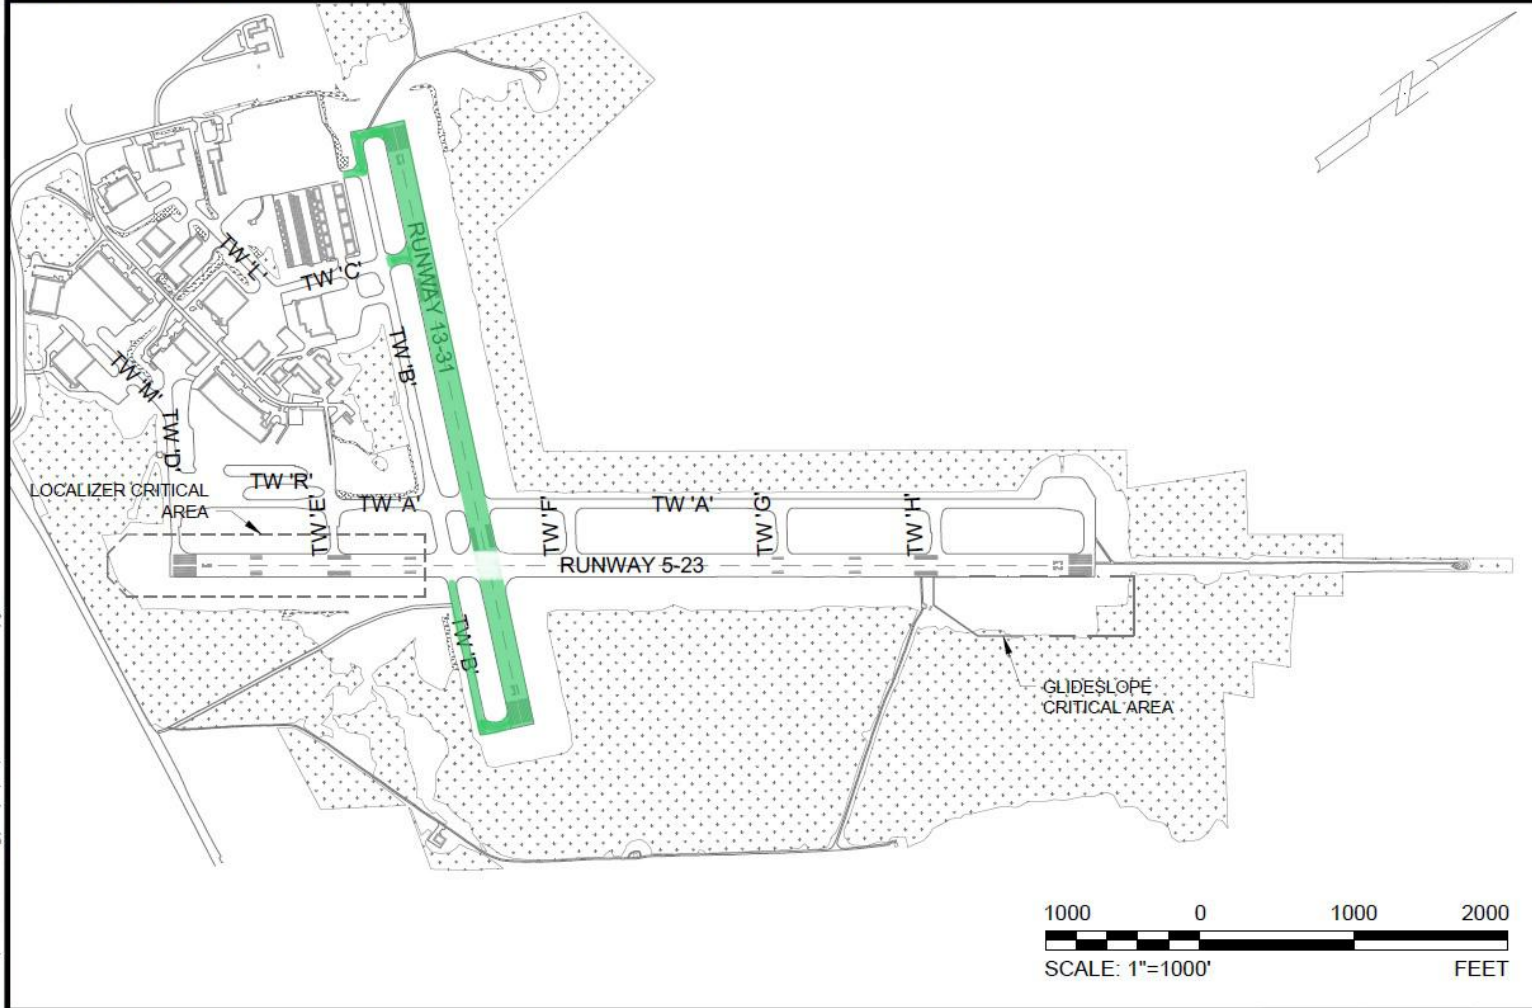 TW 'L'
TW 'C'
RUNWAY 13-31
TW 'B'
TW 'M'
TW 'D'
TW 'R'
LOCALIZER CRITICAL
AREA
TW 'E'
TW 'A'
TW 'F'
TW 'A'
TW 'G'
TW 'H'
RUNWAY 5-23
23
TW 'B'
GLIDESLOPE
CRITICAL AREA
1000 0 1000 2000
SCALE: 1"=1000'
FEET